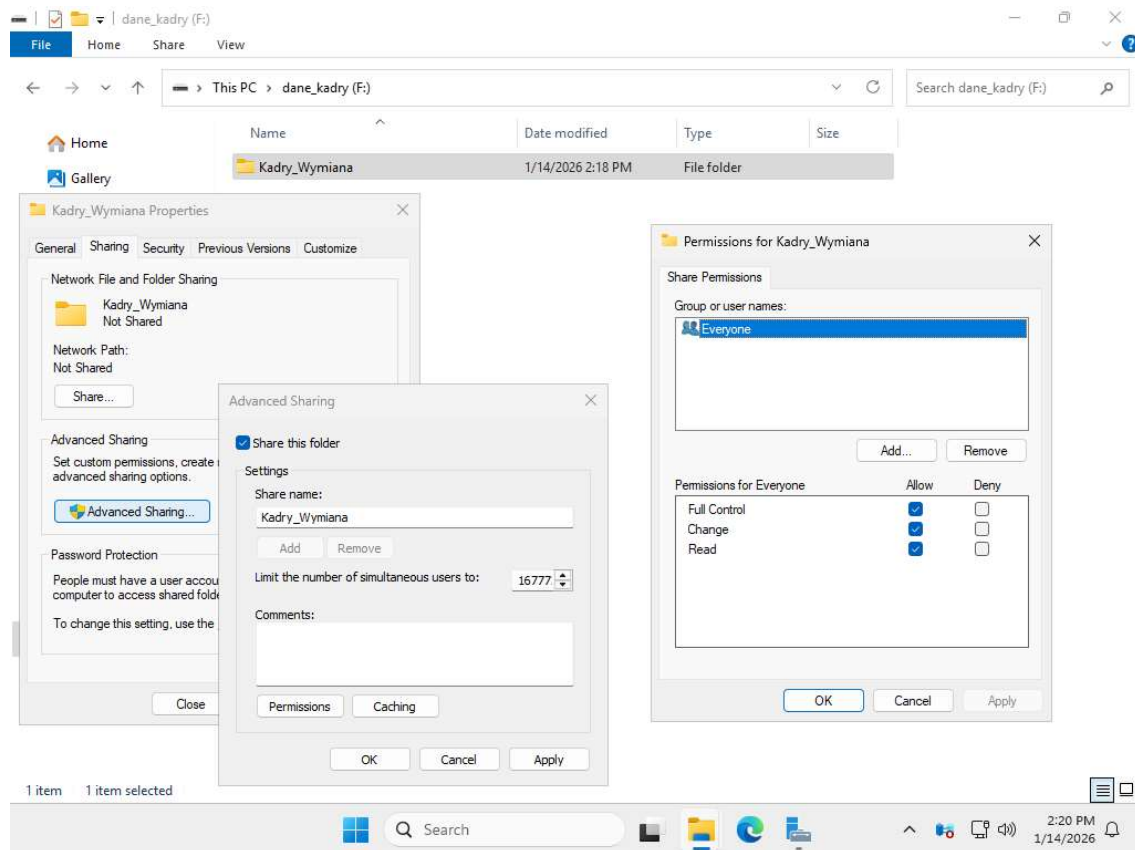 dane_kadry (F:)
File Home Share View
This PC > dane_kadry (F:)
Search dane_kadry (F:)
Home
Gallery
Name Date modified Type Size
Kadry_Wymiana 1/14/2026 2:18 PM File folder
Kadry_Wymiana Properties
General Sharing Security Previous Versions Customize
Network File and Folder Sharing
Kadry_Wymiana
Not Shared
Network Path:
Not Shared
Share...
Advanced Sharing
Set custom permissions, create
advanced sharing options.
Advanced Sharing...
Password Protection
People must have a user accou
computer to access shared folde
To change this setting, use the
Close
Advanced Sharing
Share this folder
Settings
Share name:
Kadry_Wymiana
Add Remove
Limit the number of simultaneous users to: 16777
Comments:
Permissions Caching
OK Cancel Apply
Permissions for Kadry_Wymiana
Share Permissions
Group or user names:
Everyone
Add... Remove
Permissions for Everyone Allow Deny
Full Control
Change
Read
OK Cancel Apply
1 item 1 item selected
Search
2:20 PM
1/14/2026